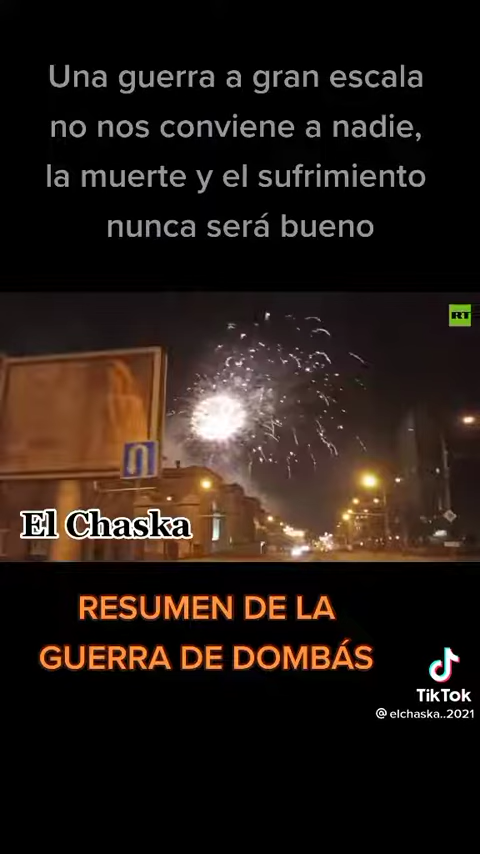 Una guerra a gran escala
no nos conviene a nadie,
la muerte y el sufrimiento
nunca será bueno
RT
El Chaska
RESUMEN DE LA
GUERRA DE DOMBÁS
TikTok
@elchaska..2021